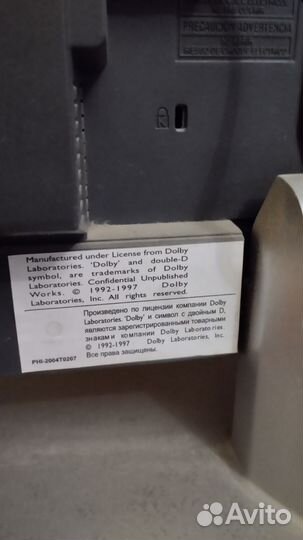 PRECAUCION ADVERTENCIA
K
Manufactured under License from Dolby
Laboratories. 'Dolby' and double-D
symbol, are trademarks of Dolby
Laboratories. Confidential Unpublished
Works. © 1992-1997 Dolby
Laboratories, Inc. All rights reserved.
Произведено по лицензии компании Dolby
Laboratories. 'Dolby' и символ с двойным D,
являются зарегистрированными товарными
знаками компании Dolby Laboratories.
© 1992-1997 Dolby Laboratories, Inc.
Все права защищены.
PHI-2004T0207
Avito